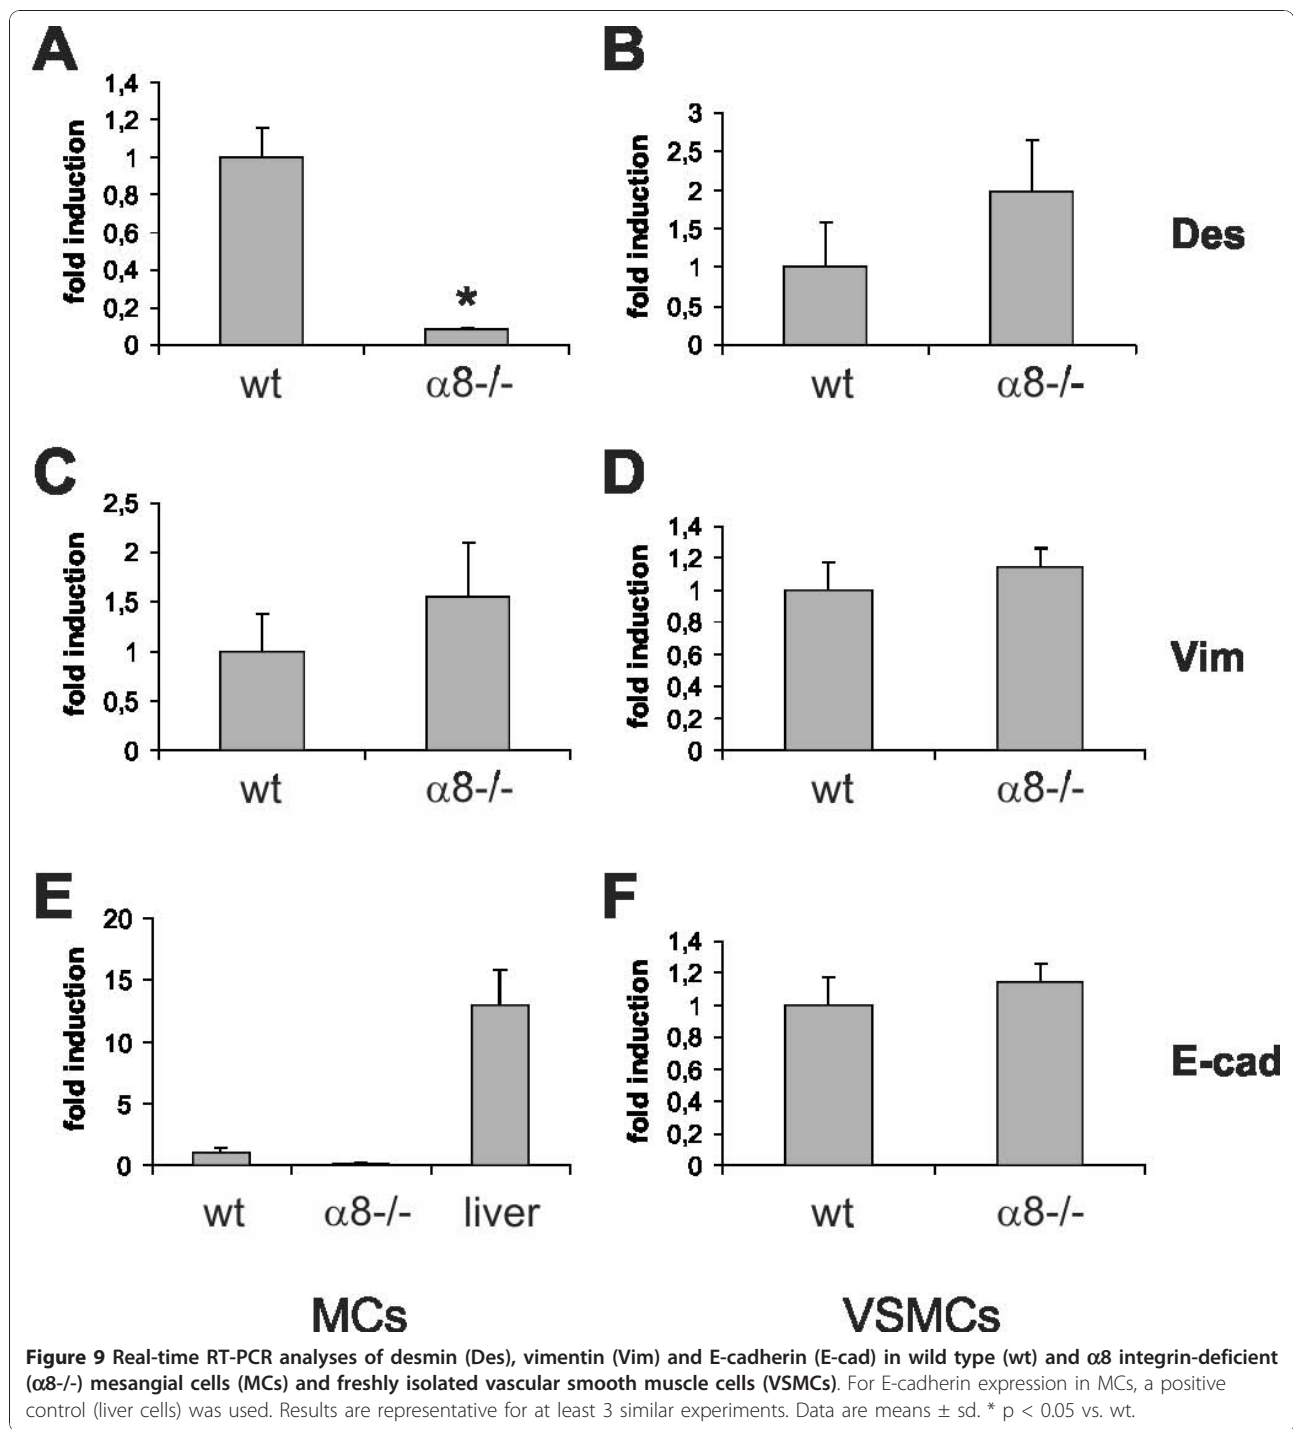 A
1,4
1,2
1
0,8
0,6
0,4
0,2
0
fold induction
*
wt α8-/-
B
3
2,5
2
1,5
1
0,5
0
fold induction
wt α8-/-
Des
C
2,5
2
1,5
1
0,5
0
fold induction
wt α8-/-
D
1,4
1,2
1
0,8
0,6
0,4
0,2
0
fold induction
wt α8-/-
Vim
E
20
15
10
5
0
fold induction
wt α8-/- liver
F
1,4
1,2
1
0,8
0,6
0,4
0,2
0
fold induction
wt α8-/-
E-cad
MCs VSMCs
Figure 9 Real-time RT-PCR analyses of desmin (Des), vimentin (Vim) and E-cadherin (E-cad) in wild type (wt) and α8 integrin-deficient
(α8-/-) mesangial cells (MCs) and freshly isolated vascular smooth muscle cells (VSMCs). For E-cadherin expression in MCs, a positive
control (liver cells) was used. Results are representative for at least 3 similar experiments. Data are means ± sd. * p < 0.05 vs. wt.